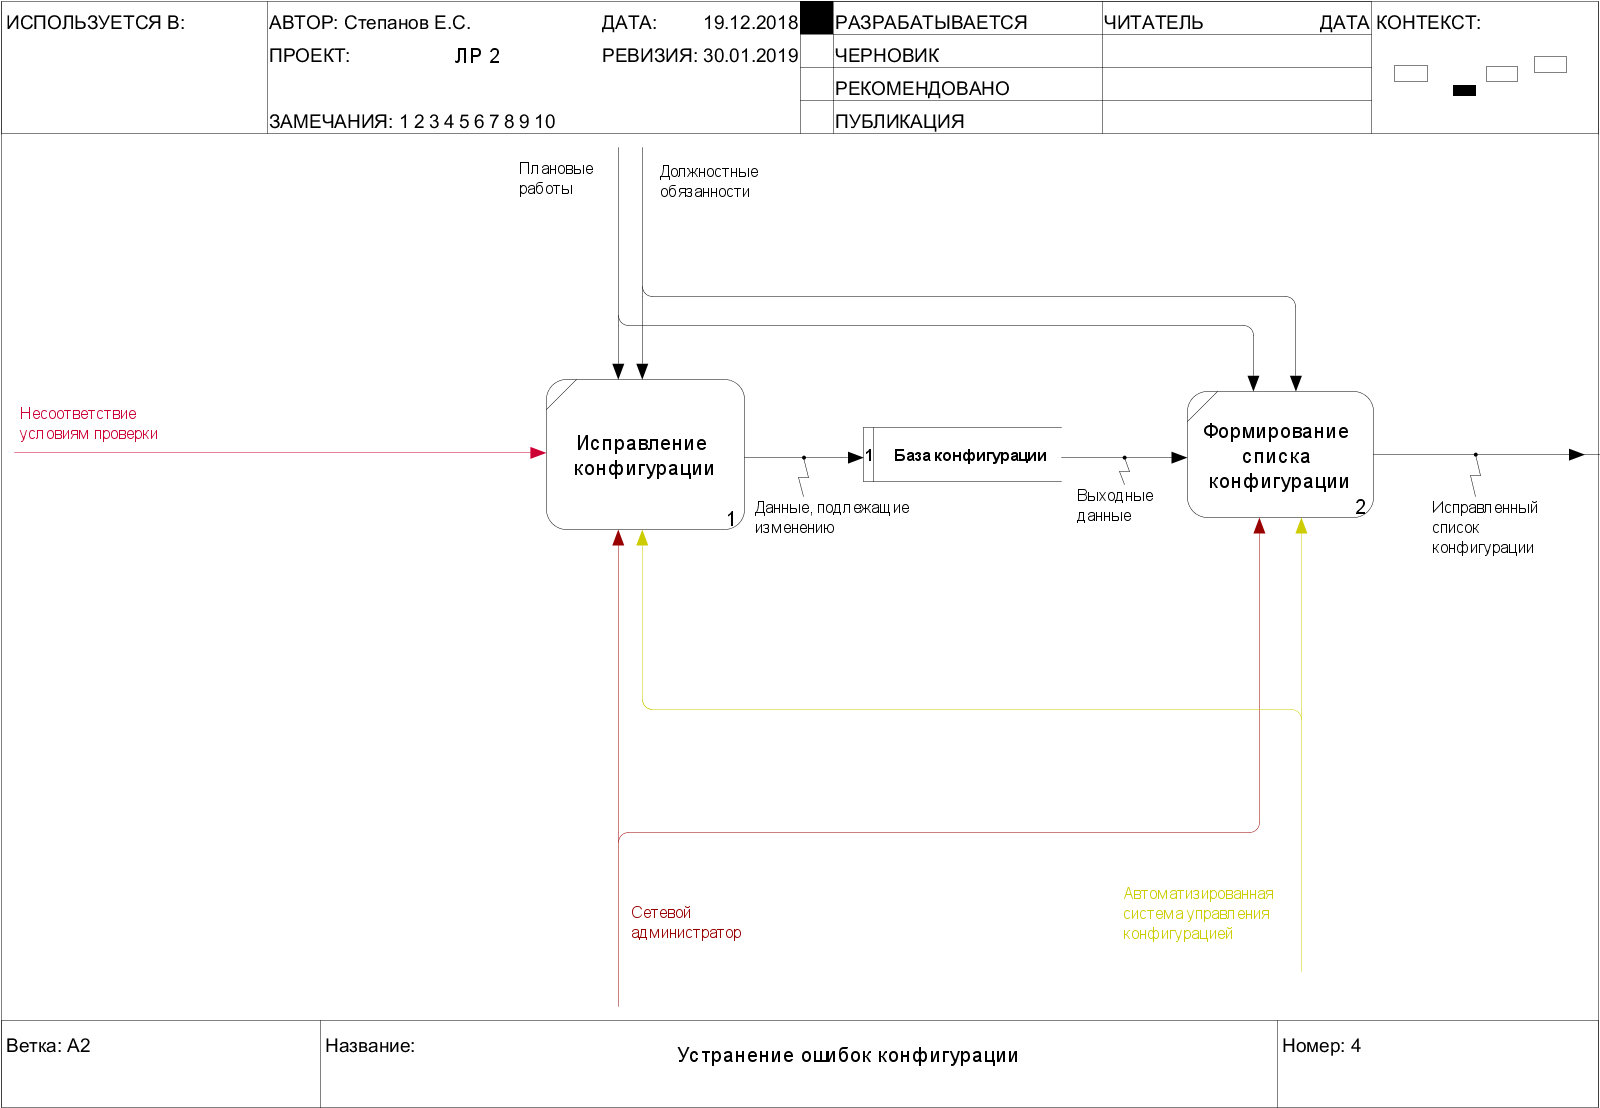 ИСПОЛЬЗУЕТСЯ В:
АВТОР: Степанов Е.С.
ДАТА: 19.12.2018
РАЗРАБАТЫВАЕТСЯ
ЧИТАТЕЛЬ
ДАТА
КОНТЕКСТ:
ПРОЕКТ: ЛР 2
РЕВИЗИЯ: 30.01.2019
ЧЕРНОВИК
РЕКОМЕНДОВАНО
ЗАМЕЧАНИЯ: 1 2 3 4 5 6 7 8 9 10
ПУБЛИКАЦИЯ
Плановые
работы
Должностные
обязанности
Несоответствие
условиям проверки
Исправление
конфигурации
1
Данные, подлежащие
изменению
1
База конфигурации
Выходные
данные
Формирование
списка
конфигурации
2
Исправленный
список
конфигурации
Сетевой
администратор
Автоматизированная
система управления
конфигурацией
Ветка: A2
Название:
Устранение ошибок конфигурации
Номер: 4